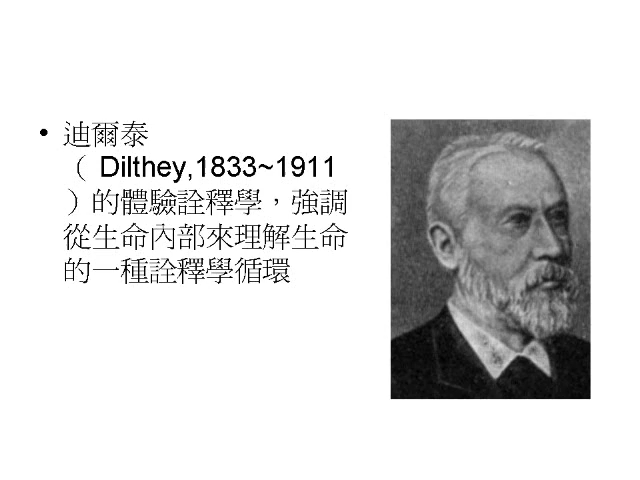 • 迪爾泰
（ Dilthey,1833~1911
）的體驗詮釋學，強調
從生命內部來理解生命
的一種詮釋學循環